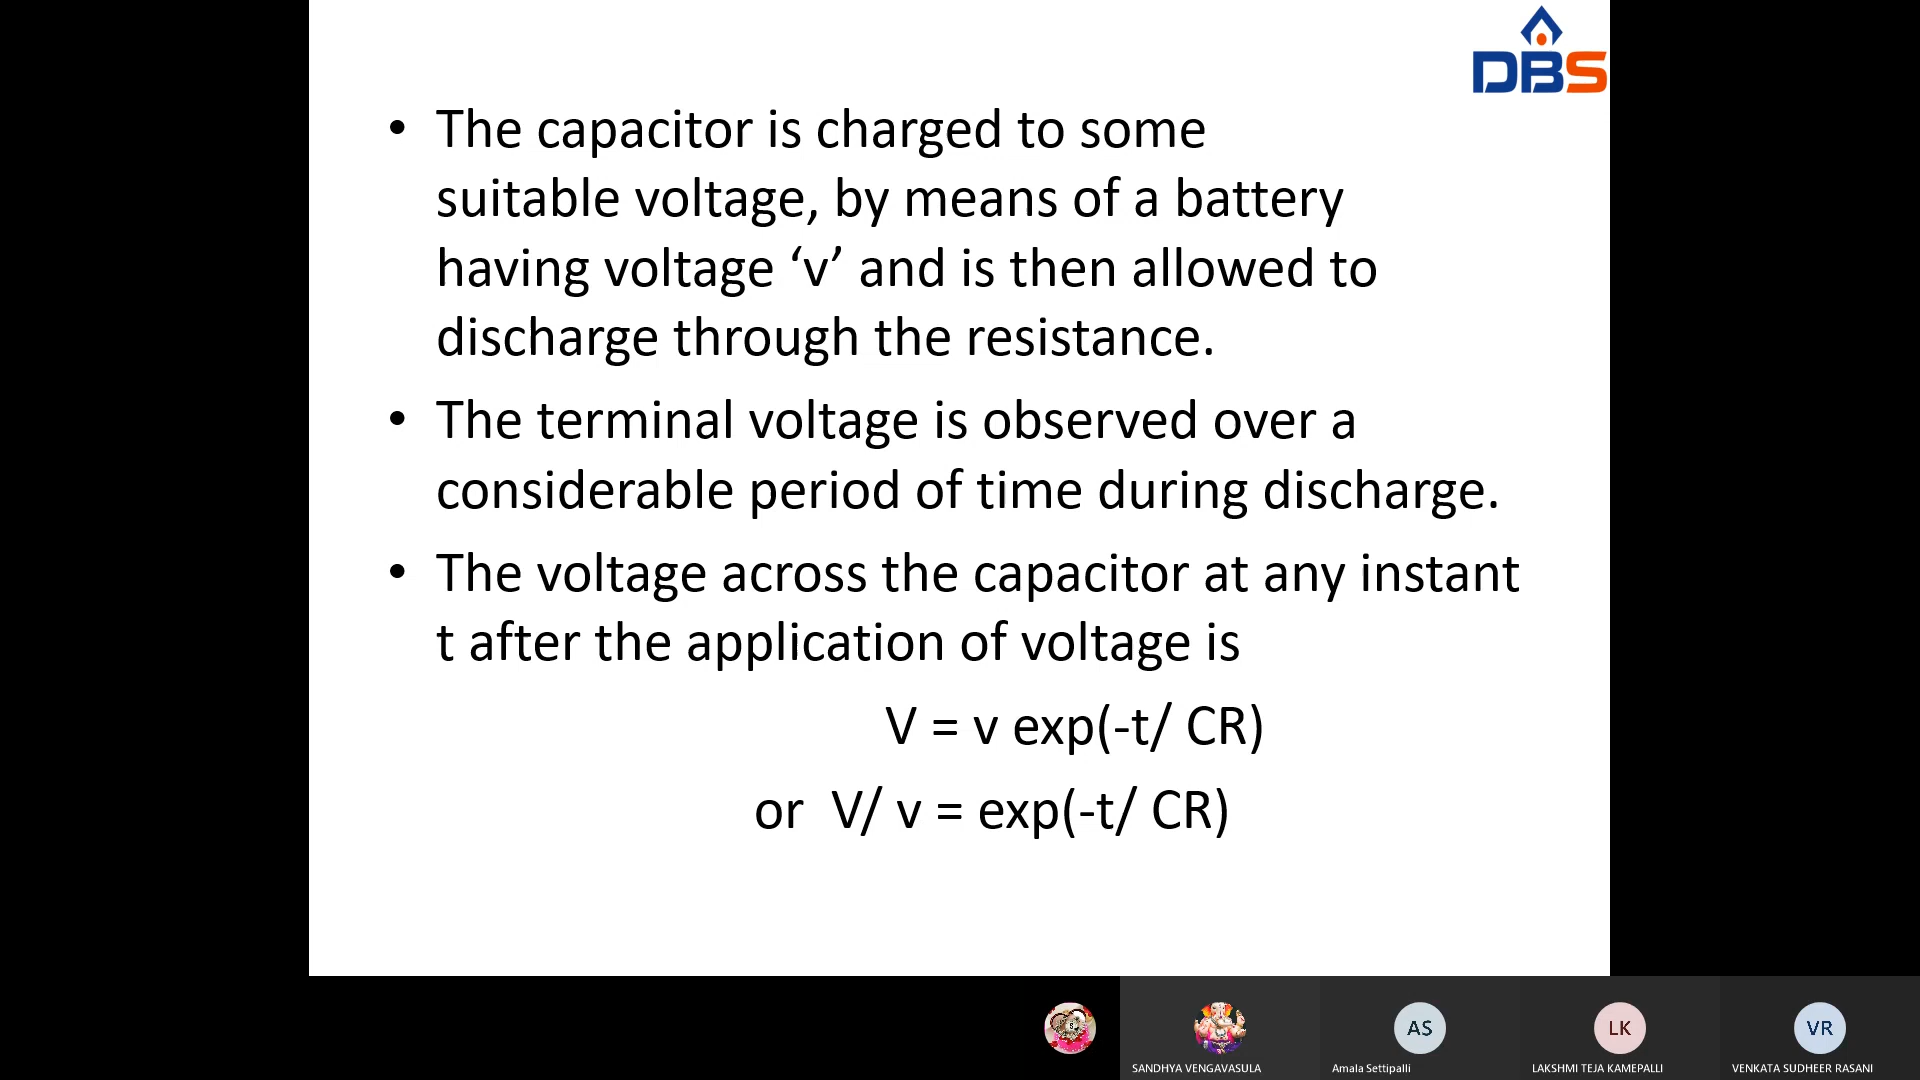 DBS
• The capacitor is charged to some
suitable voltage, by means of a battery
having voltage ‘v’ and is then allowed to
discharge through the resistance.
• The terminal voltage is observed over a
considerable period of time during discharge.
• The voltage across the capacitor at any instant
t after the application of voltage is
V = v exp(-t/ CR)
or V/ v = exp(-t/ CR)
AS
LK
VR
SANDHYA VENGAVASULA
Amala Settipalli
LAKSHMI TEJA KAMEPALLI
VENKATA SUDHEER RASANI